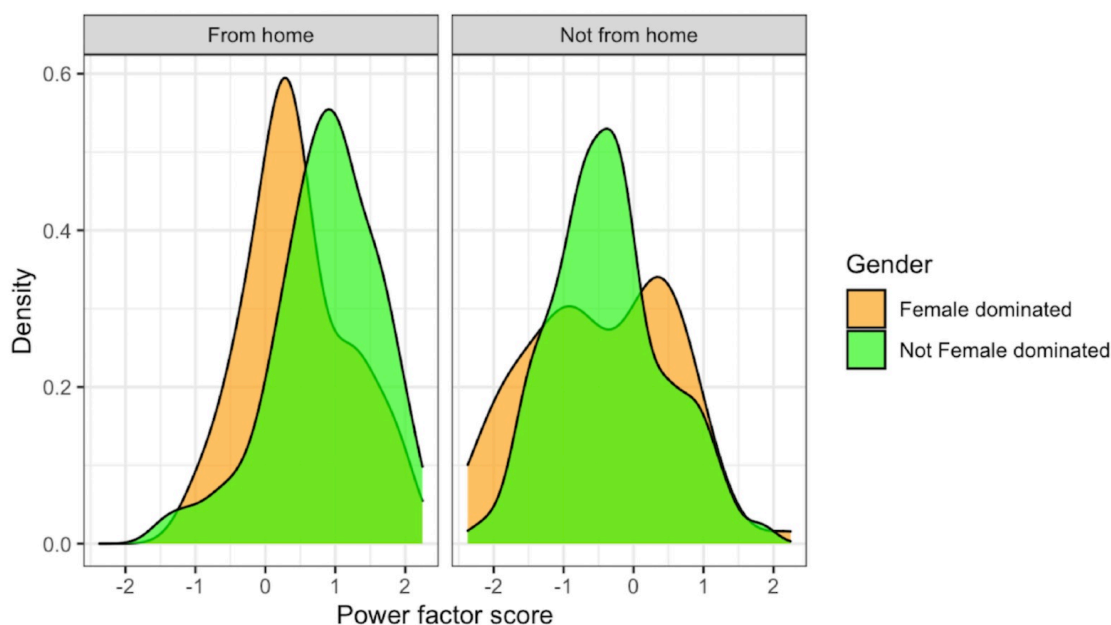 From home
Not from home
0.6
0.4
0.2
0.0
Density
-2 -1 0 1 2
-2 -1 0 1 2
Power factor score
Gender
Female dominated
Not Female dominated